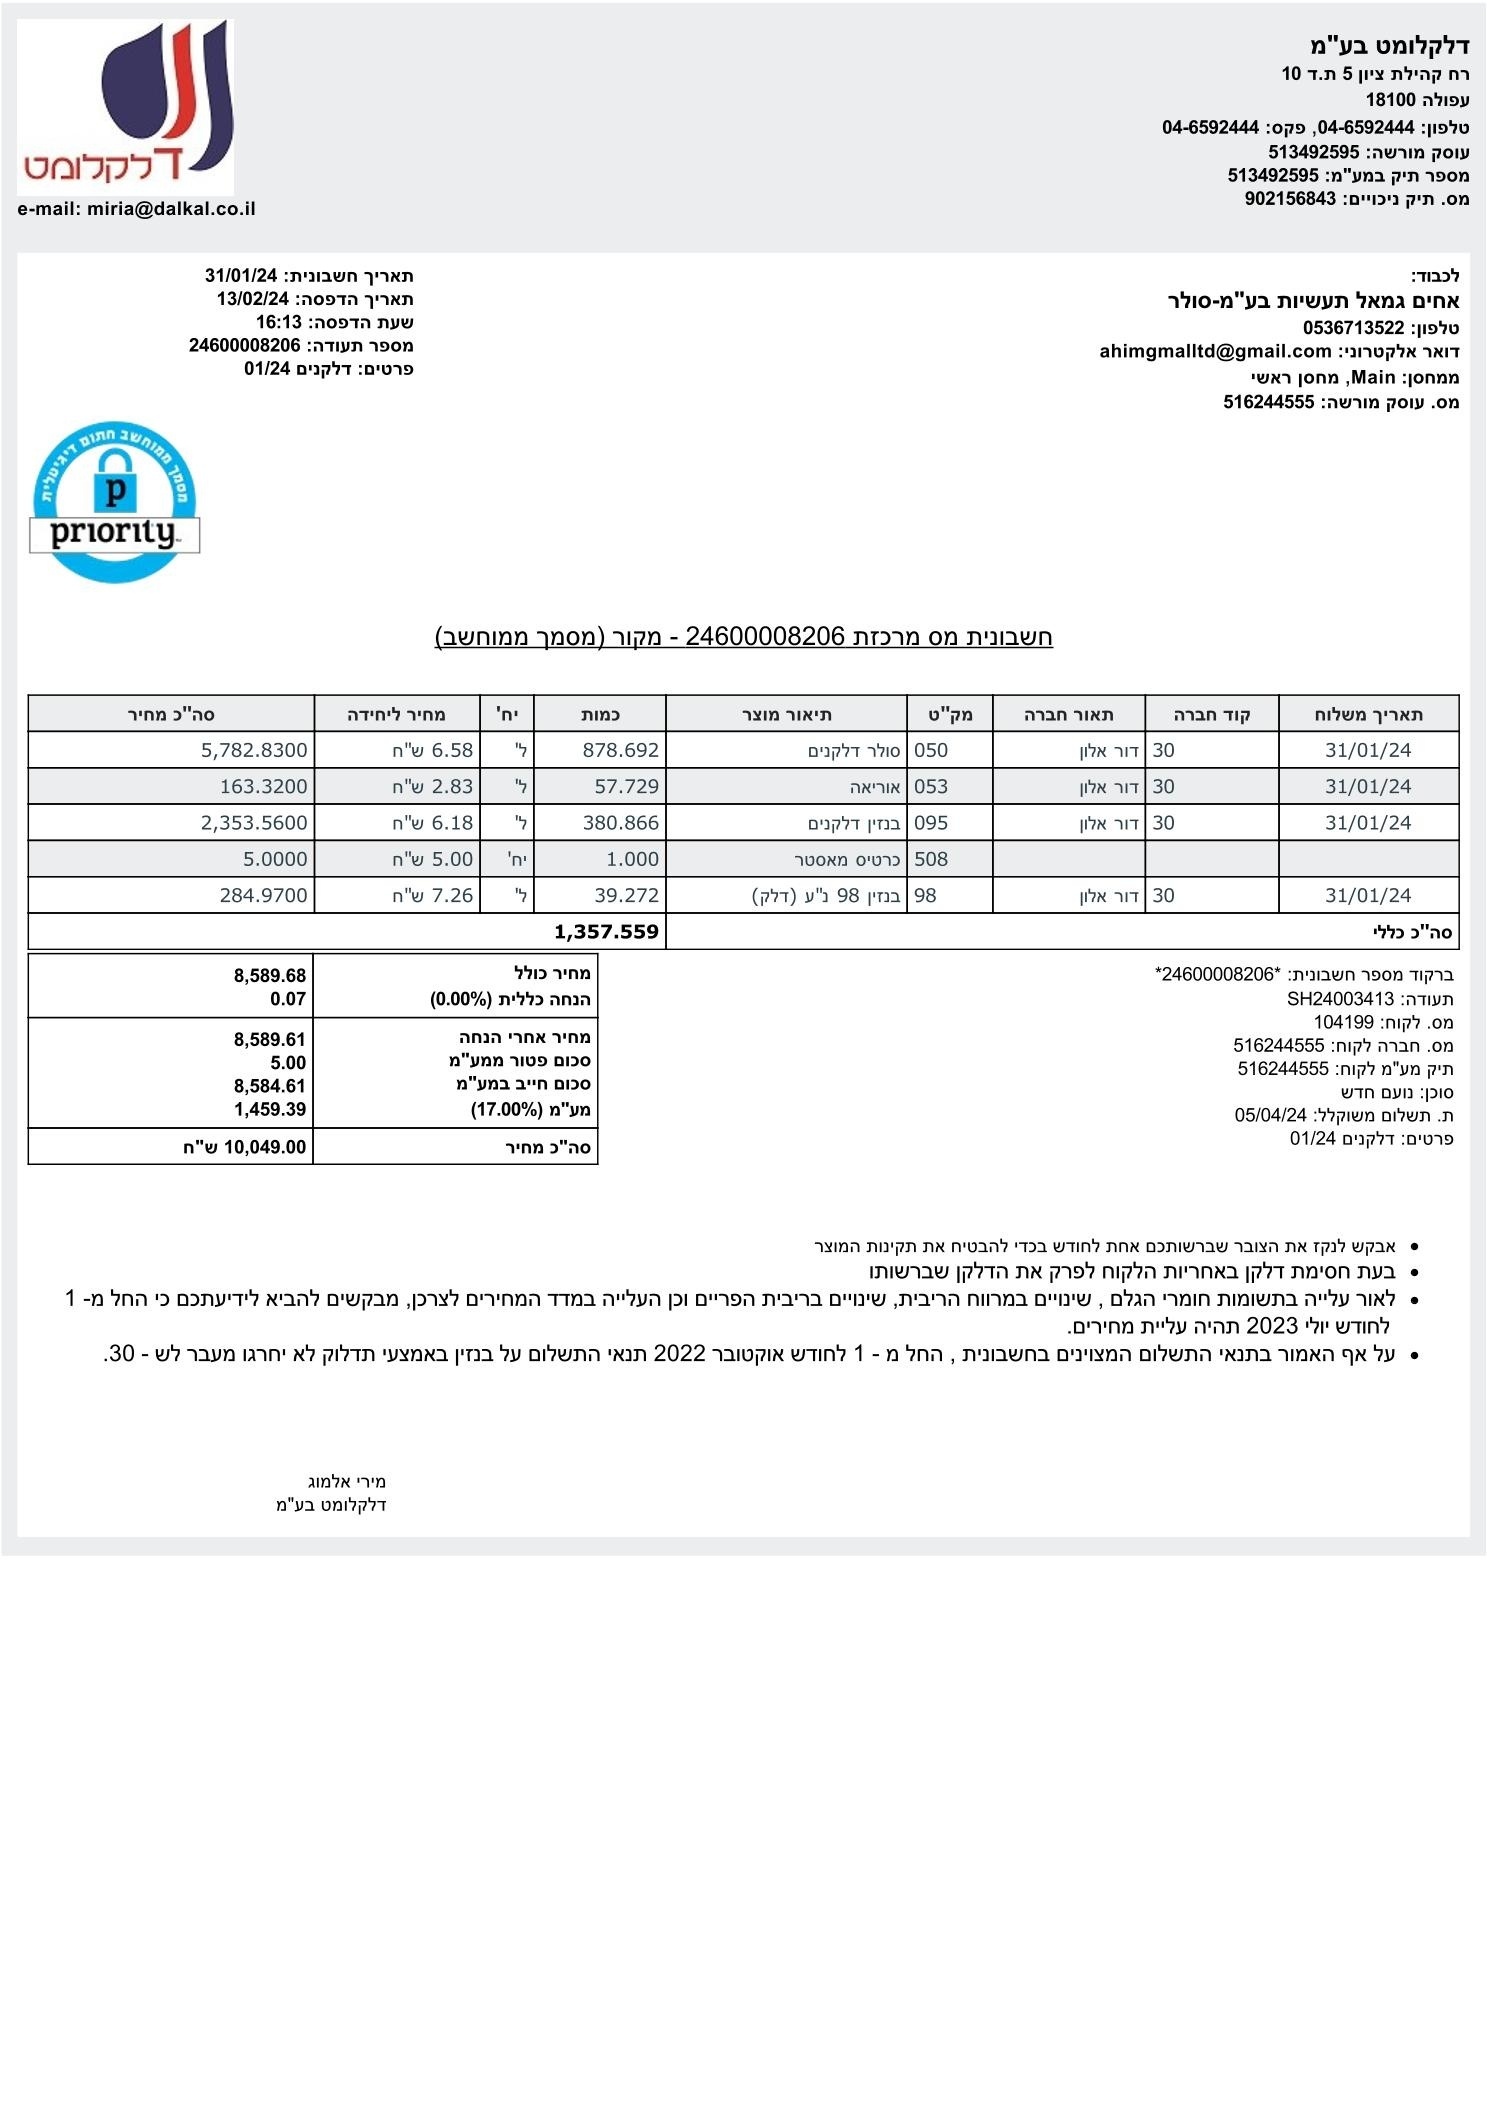 דלקלומט בע"מ
רח קהילת ציון 5 ת.ד 10
עפולה 18100
טלפון: 04-6592444, פקס: 04-6592444
עוסק מורשה: 513492595
מספר תיק במע"מ: 513492595
מס. תיק ניכויים: 902156843
דלקלומט
e-mail: miria@dalkal.co.il
לכבוד:
אחים גמאל תעשיות בע"מ-סולר
טלפון: 0536713522
דואר אלקטרוני: ahimgmalltd@gmail.com
ממחסן: Main, מחסן ראשי
מס. עוסק מורשה: 516244555
תאריך חשבונית: 31/01/24
תאריך הדפסה: 13/02/24
שעת הדפסה: 16:13
מספר תעודה: 24600008206
פרטים: דלקנים 01/24
מסמך ממוחשב חתום דיגיטלית
p
priority
חשבונית מס מרכזת 24600008206 - מקור (מסמך ממוחשב)
תאריך משלוח קוד חברה תאור חברה מק"ט תיאור מוצר כמות יח' מחיר ליחידה סה"כ מחיר
31/01/24 30 דור אלון 050 סולר דלקנים 878.692 ל' 6.58 ש"ח 5,782.8300
31/01/24 30 דור אלון 053 אוריאה 57.729 ל' 2.83 ש"ח 163.3200
31/01/24 30 דור אלון 095 בנזין דלקנים 380.866 ל' 6.18 ש"ח 2,353.5600
508 כרטיס מאסטר 1.000 יח' 5.00 ש"ח 5.0000
31/01/24 30 דור אלון 98 בנזין 98 נ"ע (דלק) 39.272 ל' 7.26 ש"ח 284.9700
סה"כ כללי 1,357.559
ברקוד מספר חשבונית: *24600008206*
תעודה: SH24003413
מס. לקוח: 104199
מס. חברה לקוח: 516244555
תיק מע"מ לקוח: 516244555
סוכן: נועם חדש
ת. תשלום משוקלל: 05/04/24
פרטים: דלקנים 01/24
מחיר כולל 8,589.68
הנחה כללית (0.00%) 0.07
מחיר אחרי הנחה 8,589.61
סכום פטור ממע"מ 5.00
סכום חייב במע"מ 8,584.61
מע"מ (17.00%) 1,459.39
סה"כ מחיר 10,049.00 ש"ח
• אבקש לנקז את הצובר שברשותכם אחת לחודש בכדי להבטיח את תקינות המוצר
• בעת חסימת דלקן באחריות הלקוח לפרק את הדלקן שברשותו
• לאור עלייה בתשומות חומרי הגלם , שינויים במרווח הריבית, שינויים בריבית הפריים וכן העלייה במדד המחירים לצרכן, מבקשים להביא לידיעתכם כי החל מ- 1
לחודש יולי 2023 תהיה עליית מחירים.
• על אף האמור בתנאי התשלום המצוינים בחשבונית , החל מ - 1 לחודש אוקטובר 2022 תנאי התשלום על בנזין באמצעי תדלוק לא יחרגו מעבר לש - 30.
מירי אלמוג
דלקלומט בע"מ